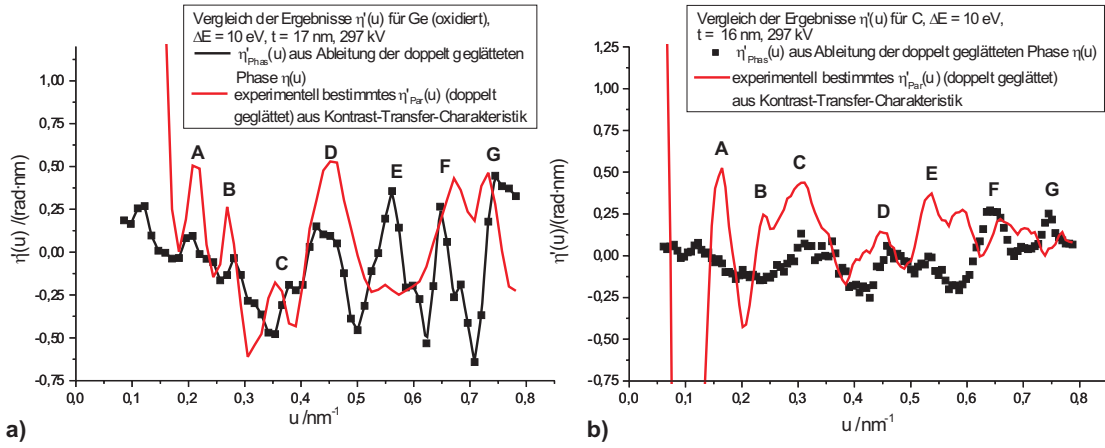 Vergleich der Ergebnisse η'(u) für Ge (oxidiert),
ΔE = 10 eV, t = 17 nm, 297 kV
η'Phas(u) aus Ableitung der doppelt geglätteten
Phase η(u)
experimentell bestimmtes η'Par(u) (doppelt
geglättet) aus Kontrast-Transfer-Charakteristik
1,00
0,75
0,50
0,25
0,00
-0,25
-0,50
-0,75
η'(u) /(rad·nm)
A
B
C
D
E
F
G
0,0 0,1 0,2 0,3 0,4 0,5 0,6 0,7 0,8
u /nm-1
a)
Vergleich der Ergebnisse η'(u) für C, ΔE = 10 eV,
t = 16 nm, 297 kV
η'Phas(u) aus Ableitung der doppelt geglätteten Phase η(u)
experimentell bestimmtes η'Par(u) (doppelt geglättet)
aus Kontrast-Transfer-Charakteristik
1,25
1,00
0,75
0,50
0,25
0,00
-0,25
-0,50
-0,75
η'(u)/(rad·nm)
A
B
C
D
E
F
G
0,0 0,1 0,2 0,3 0,4 0,5 0,6 0,7 0,8
u/nm-1
b)